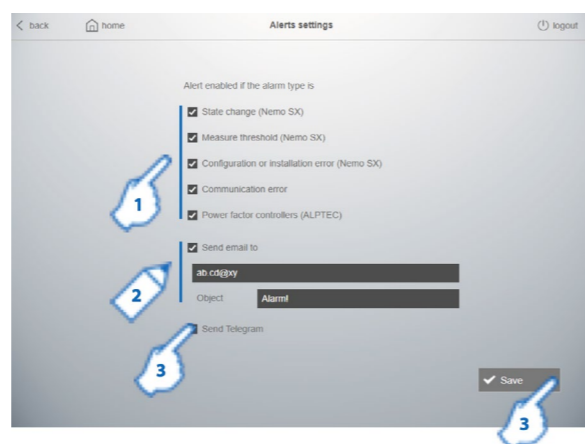 back home Alerts settings logout
Alert enabled if the alarm type is
State change (Nemo SX)
Measure threshold (Nemo SX)
Configuration or installation error (Nemo SX)
1
Communication error
Power factor controllers (ALPTEC)
Send email to
ab.cd@xy
2
Object Alarm!
Send Telegram
3
Save
3